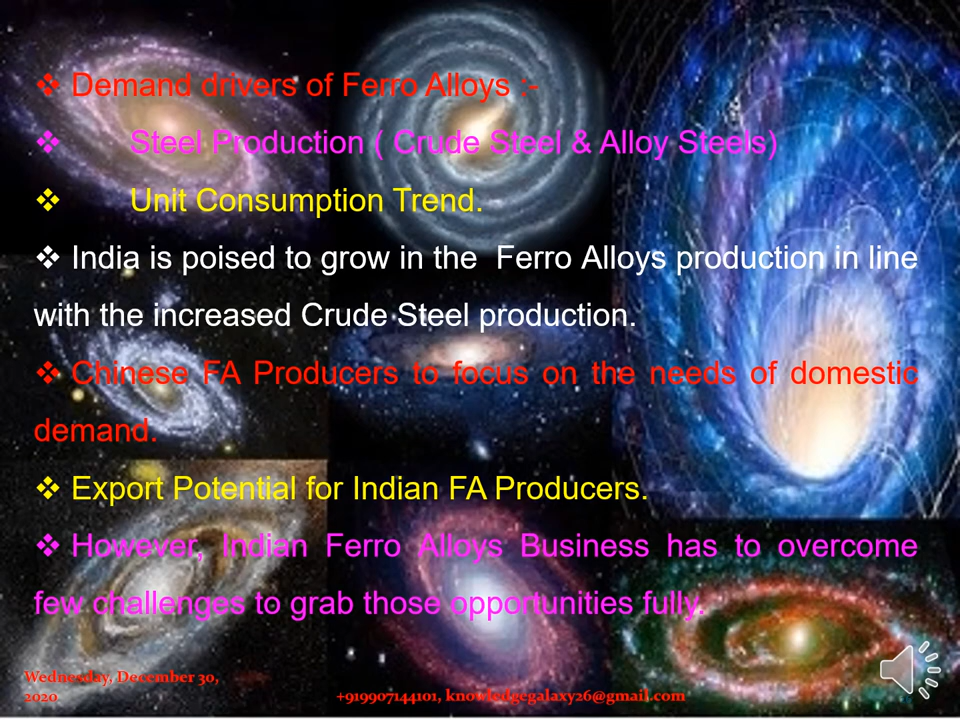 ❖ Demand drivers of Ferro Alloys :-
❖ Steel Production ( Crude Steel & Alloy Steels)
❖ Unit Consumption Trend.
❖ India is poised to grow in the Ferro Alloys production in line
with the increased Crude Steel production.
❖ Chinese FA Producers to focus on the needs of domestic
demand.
❖ Export Potential for Indian FA Producers.
❖ However, Indian Ferro Alloys Business has to overcome
few challenges to grab those opportunities fully.
Wednesday, December 30,
2020
+919907144101, knowledgegalaxy26@gmail.com